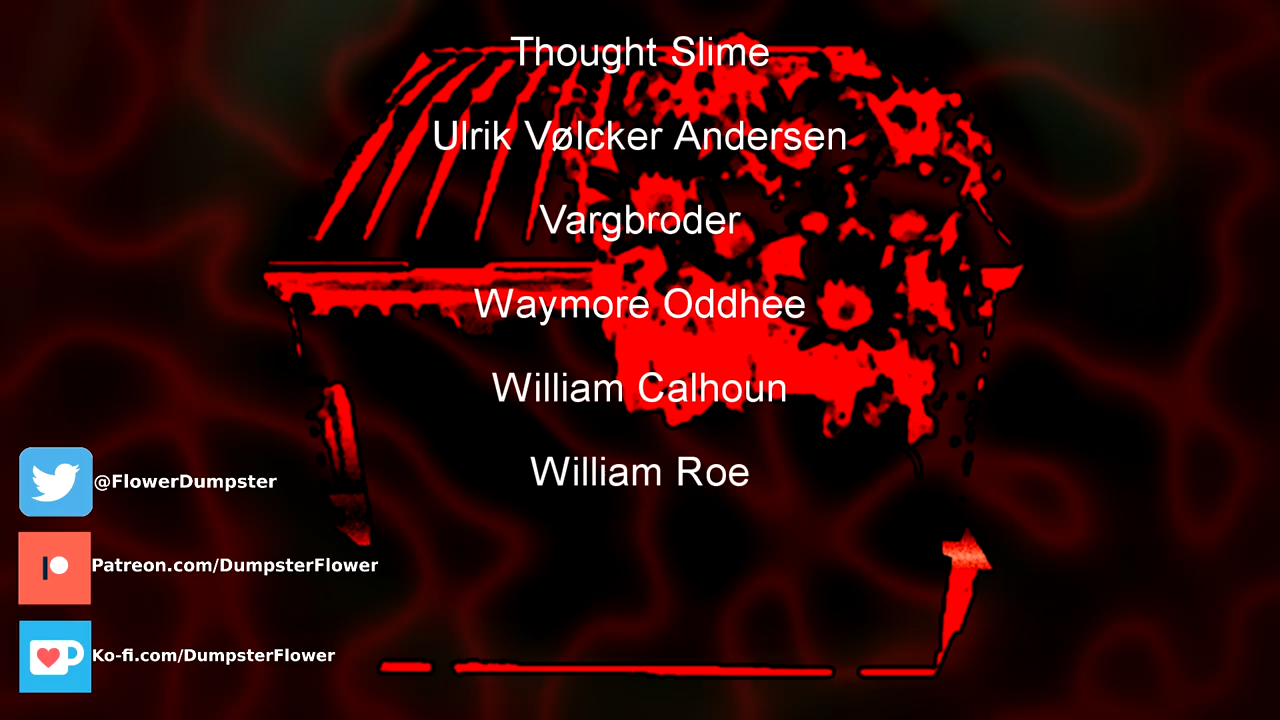 Thought Slime
Ulrik Vølcker Andersen
Vargbroder
Waymore Oddhee
William Calhoun
William Roe
@FlowerDumpster
Patreon.com/DumpsterFlower
Ko-fi.com/DumpsterFlower